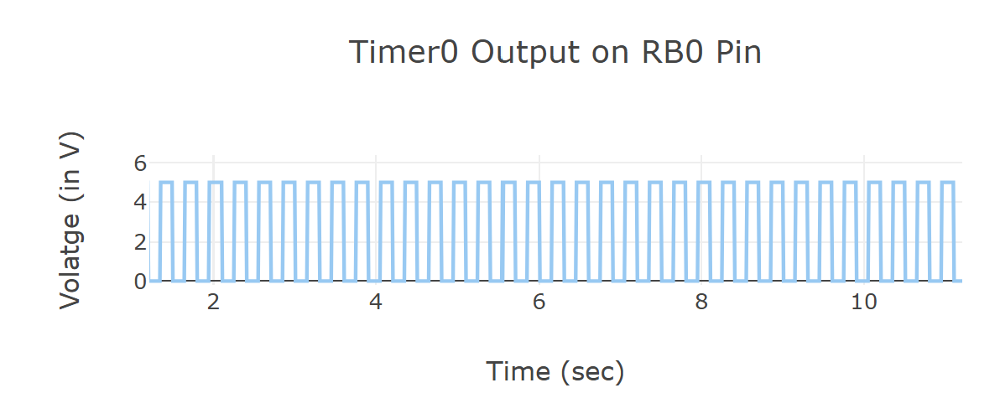 Timer0 Output on RB0 Pin
Volatge (in V)
6
4
2
0
2 4 6 8 10
Time (sec)